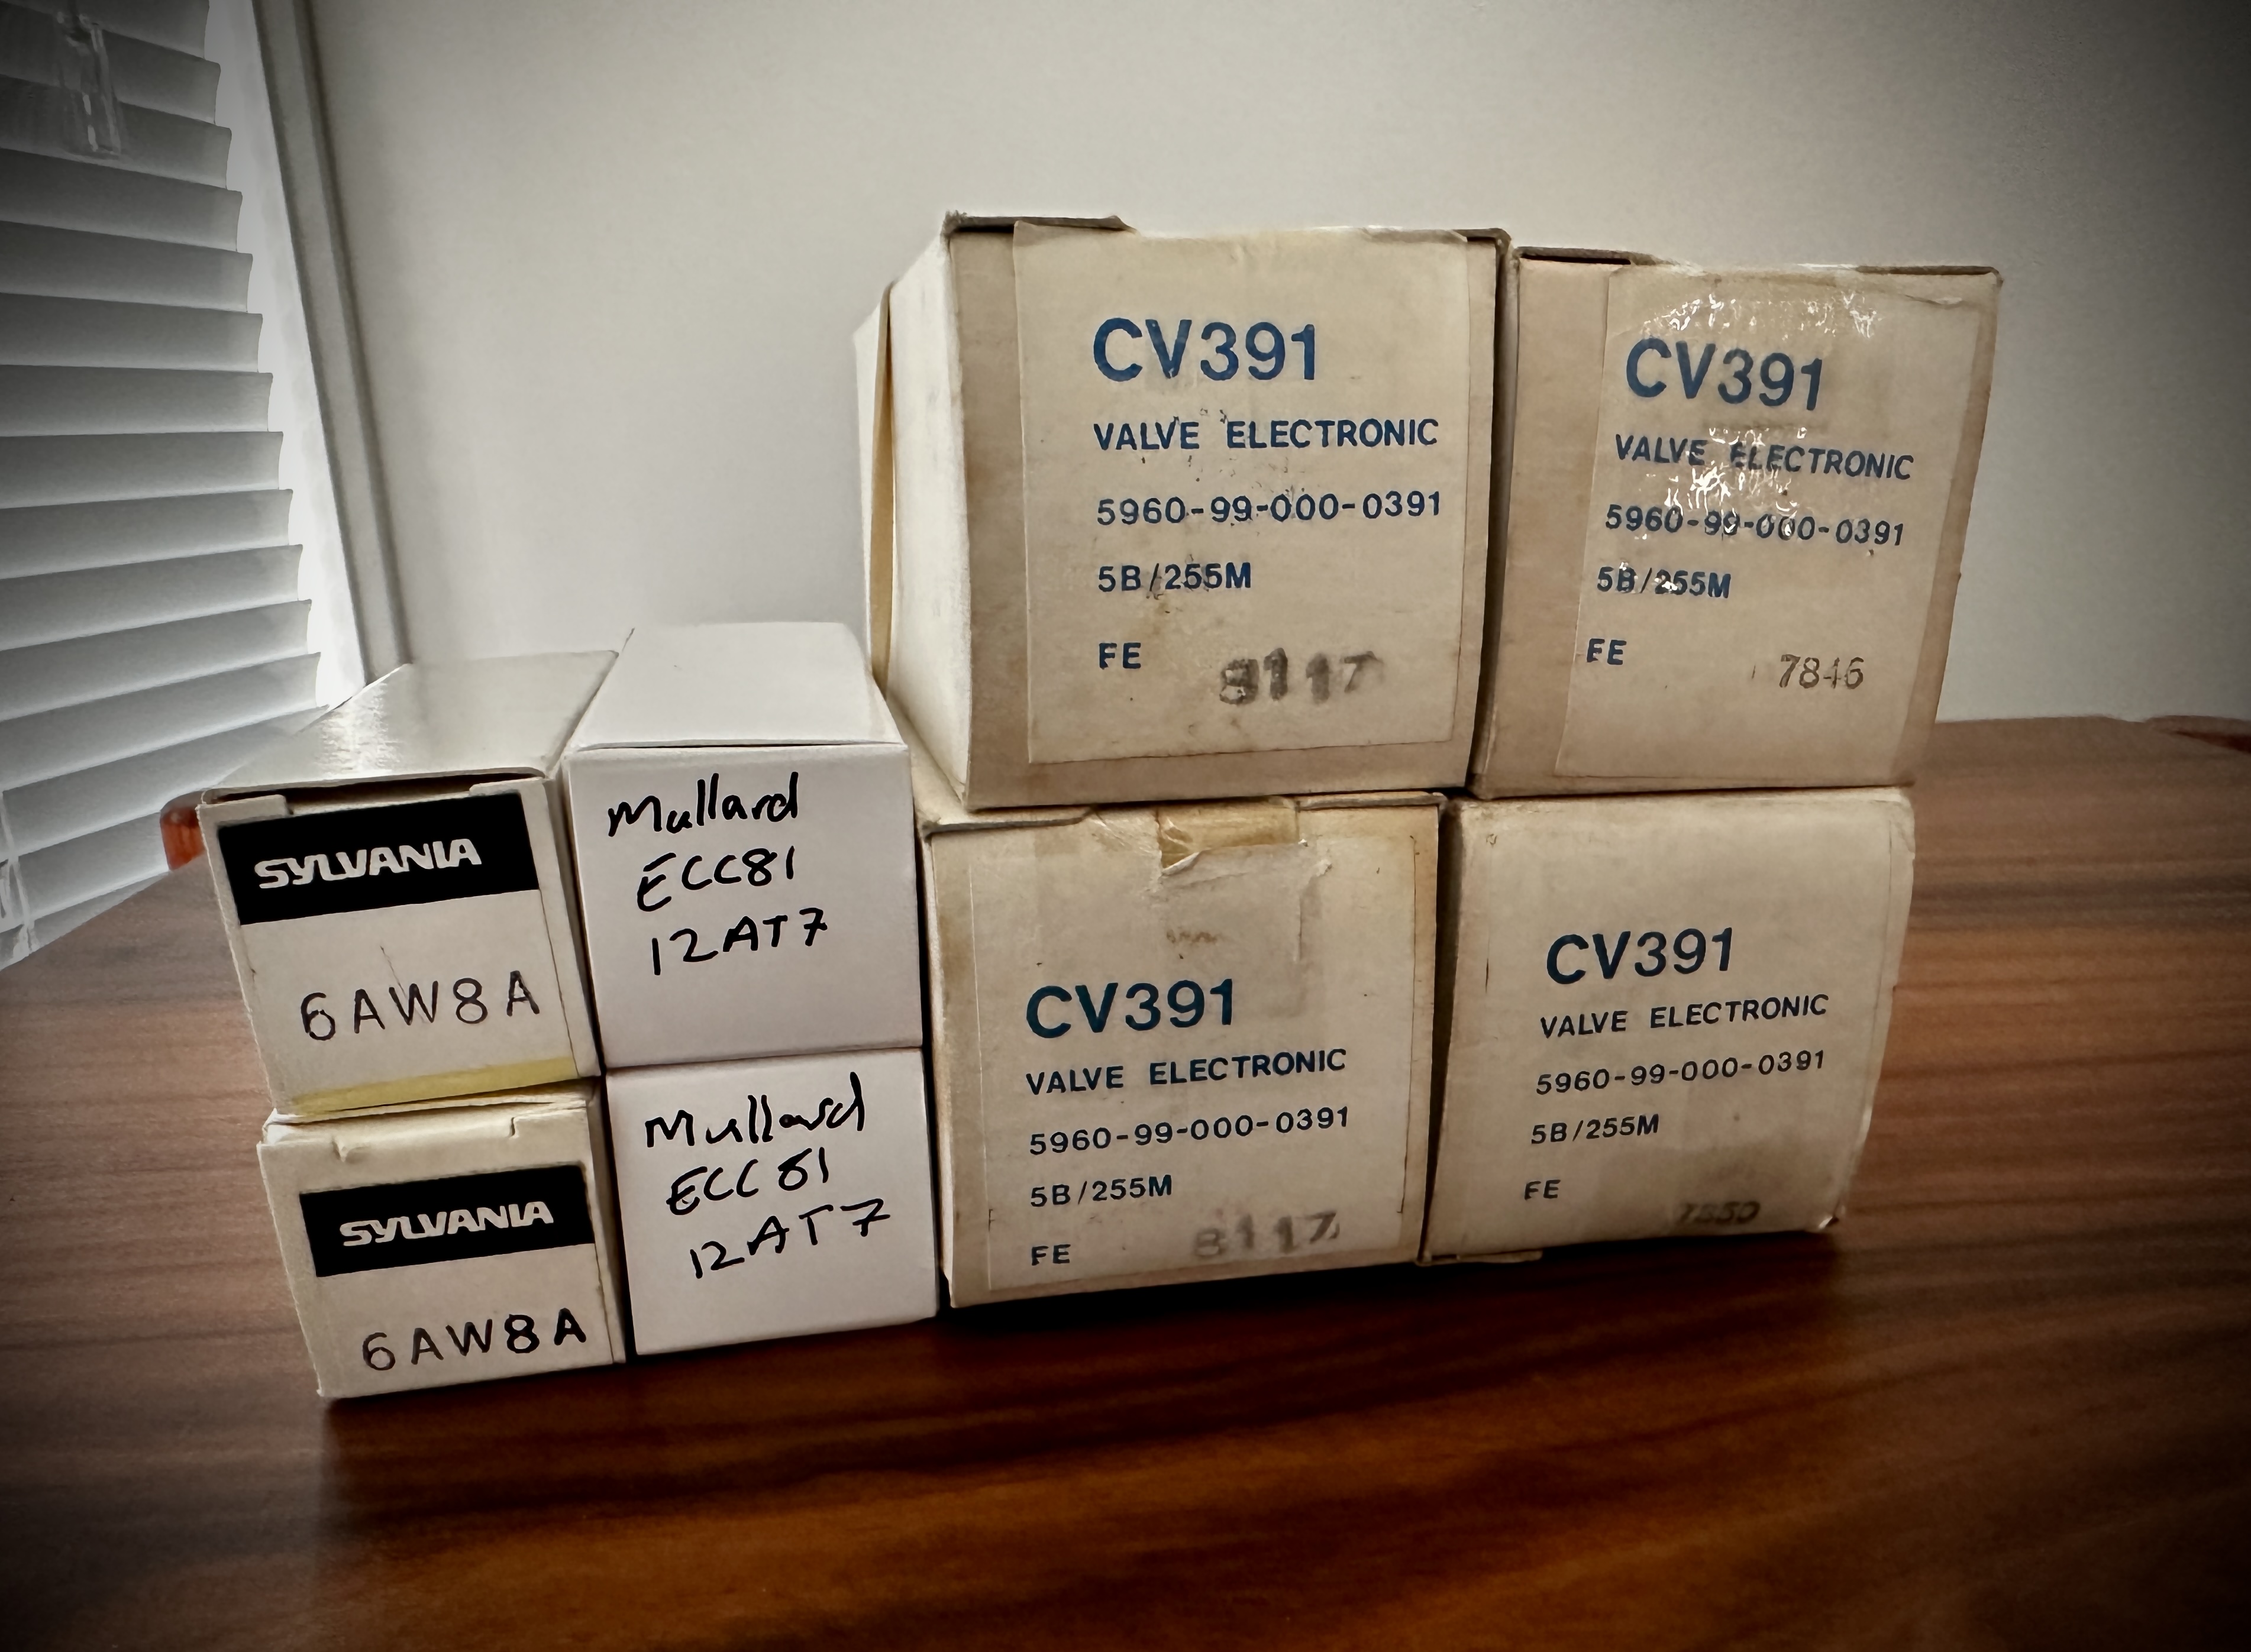 SYLVANIA
6AW8A
SYLVANIA
6AW8A
Mullard
ECC81
12AT7
Mullard
ECC81
12AT7
CV391
VALVE ELECTRONIC
5960-99-000-0391
5B/255M
FE 8117
CV391
VALVE ELECTRONIC
5960-99-000-0391
5B/255M
FE 7846
CV391
VALVE ELECTRONIC
5960-99-000-0391
5B/255M
FE 8117
CV391
VALVE ELECTRONIC
5960-99-000-0391
5B/255M
FE